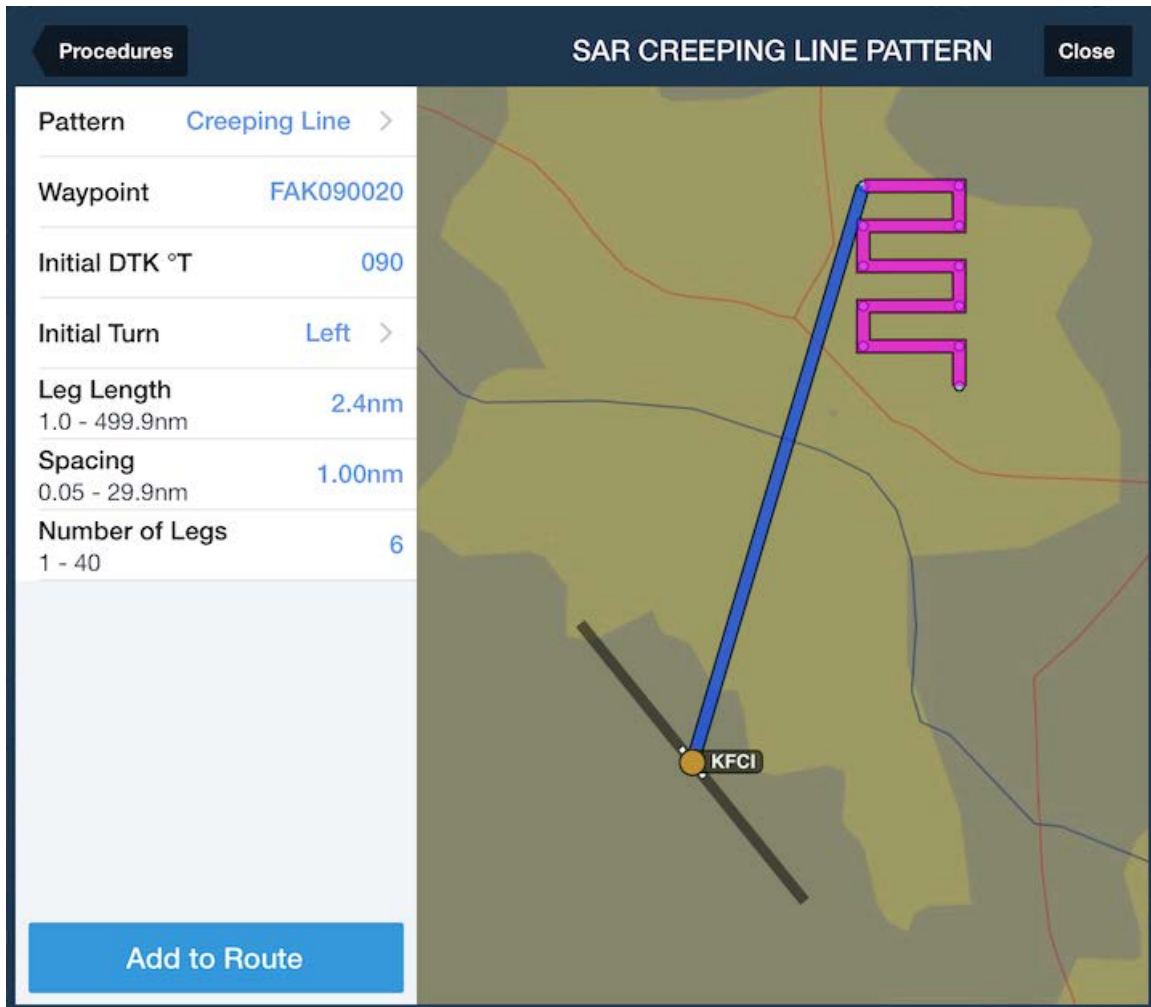 Procedures
SAR CREEPING LINE PATTERN
Close
Pattern Creeping Line >
Waypoint FAK090020
Initial DTK °T 090
Initial Turn Left >
Leg Length
1.0 - 499.9nm
2.4nm
Spacing
0.05 - 29.9nm
1.00nm
Number of Legs
1 - 40
6
Add to Route
KFCI